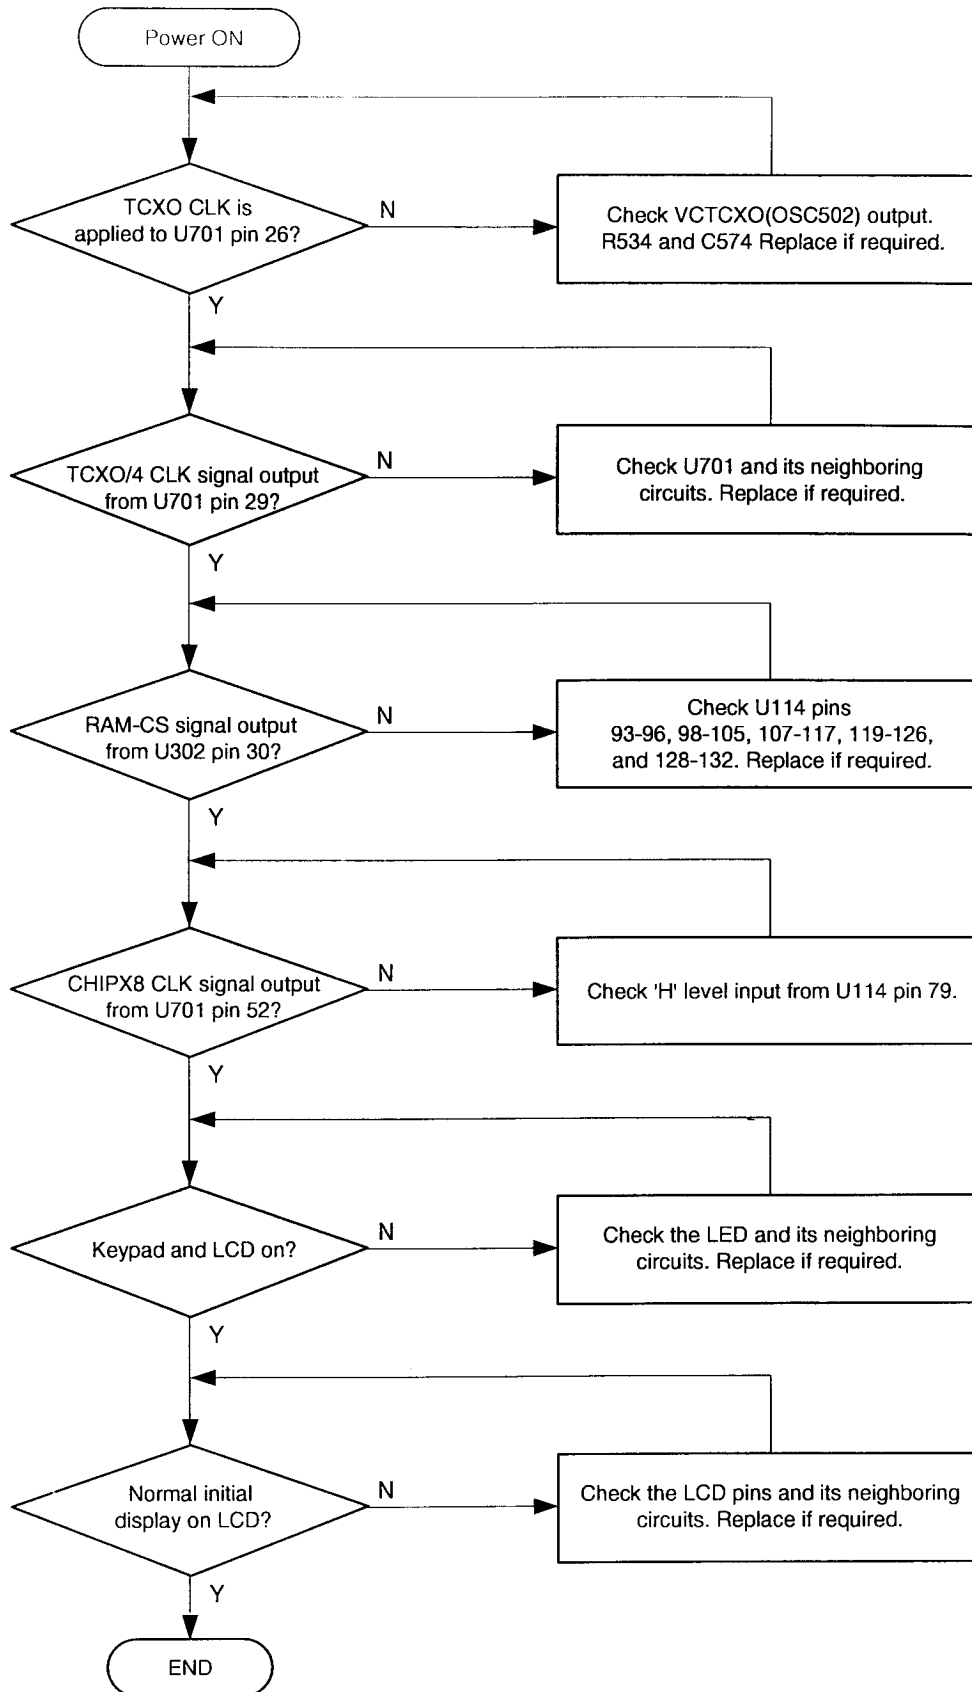 Power ON
TCXO CLK is
applied to U701 pin 26?
N
Check VCTCXO(OSC502) output.
R534 and C574 Replace if required.
Y
TCXO/4 CLK signal output
from U701 pin 29?
N
Check U701 and its neighboring
circuits. Replace if required.
Y
RAM-CS signal output
from U302 pin 30?
N
Check U114 pins
93-96, 98-105, 107-117, 119-126,
and 128-132. Replace if required.
Y
CHIPX8 CLK signal output
from U701 pin 52?
N
Check 'H' level input from U114 pin 79.
Y
Keypad and LCD on?
N
Check the LED and its neighboring
circuits. Replace if required.
Y
Normal initial
display on LCD?
N
Check the LCD pins and its neighboring
circuits. Replace if required.
Y
END